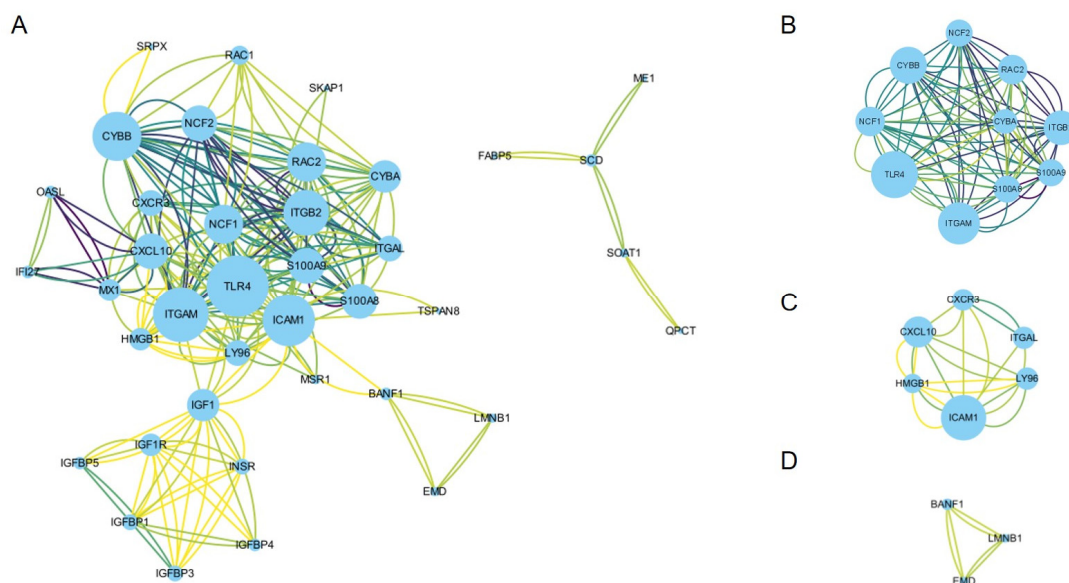 A
SRPX
RAC1
SKAP1
CYBB
NCF2
RAC2
CYBA
OASL
CXCR3
NCF1
ITGB2
ITGAL
CXCL10
IFI27
MX1
S100A9
TLR4
S100A8
ITGAM
ICAM1
TSPAN8
HMGB1
LY96
MSR1
BANF1
IGF1
LMNB1
IGF1R
IGFBP5
INSR
EMD
IGFBP1
IGFBP4
IGFBP3
ME1
FABP5
SCD
SOAT1
QPCT
B
NCF2
CYBB
RAC2
NCF1
CYBA
ITGB
S100A9
TLR4
S100A8
ITGAM
C
CXCR3
CXCL10
ITGAL
HMGB1
LY96
ICAM1
D
BANF1
LMNB1
EMD